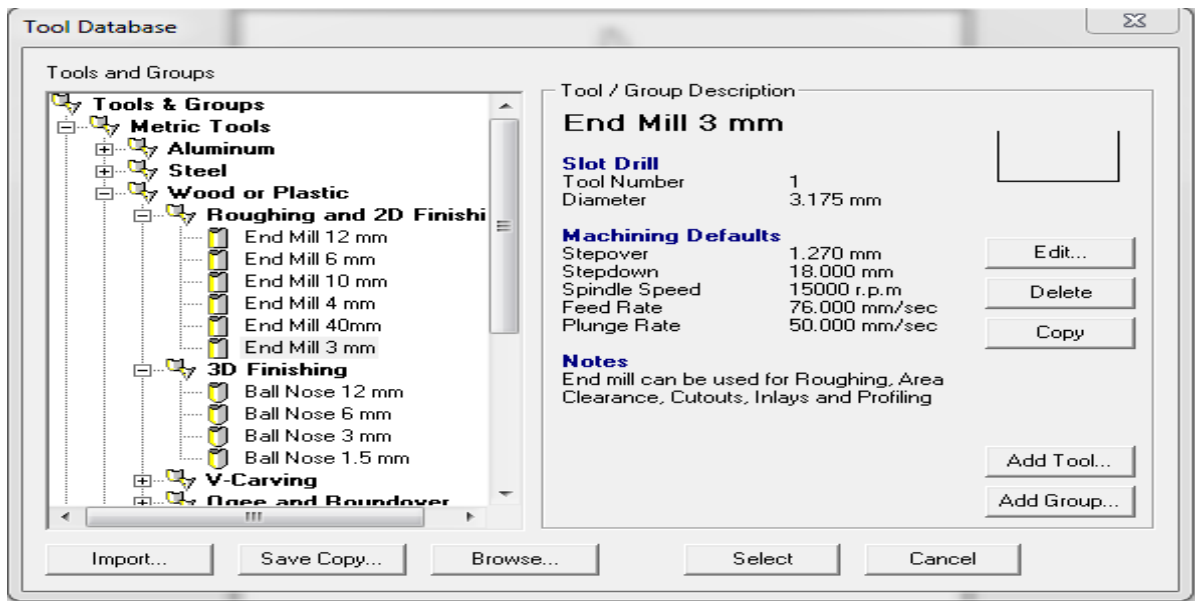 Tool Database
Tools and Groups
Tools & Groups
Metric Tools
Aluminum
Steel
Wood or Plastic
Roughing and 2D Finishi
End Mill 12 mm
End Mill 6 mm
End Mill 10 mm
End Mill 4 mm
End Mill 40mm
End Mill 3 mm
3D Finishing
Ball Nose 12 mm
Ball Nose 6 mm
Ball Nose 3 mm
Ball Nose 1.5 mm
V-Carving
Ogee and Roundover
Tool / Group Description
End Mill 3 mm
Slot Drill
Tool Number 1
Diameter 3.175 mm
Machining Defaults
Stepover 1.270 mm
Stepdown 18.000 mm
Spindle Speed 15000 r.p.m
Feed Rate 76.000 mm/sec
Plunge Rate 50.000 mm/sec
Notes
End mill can be used for Roughing, Area
Clearance, Cutouts, Inlays and Profiling
Edit...
Delete
Copy
Add Tool...
Add Group...
Import... Save Copy... Browse... Select Cancel